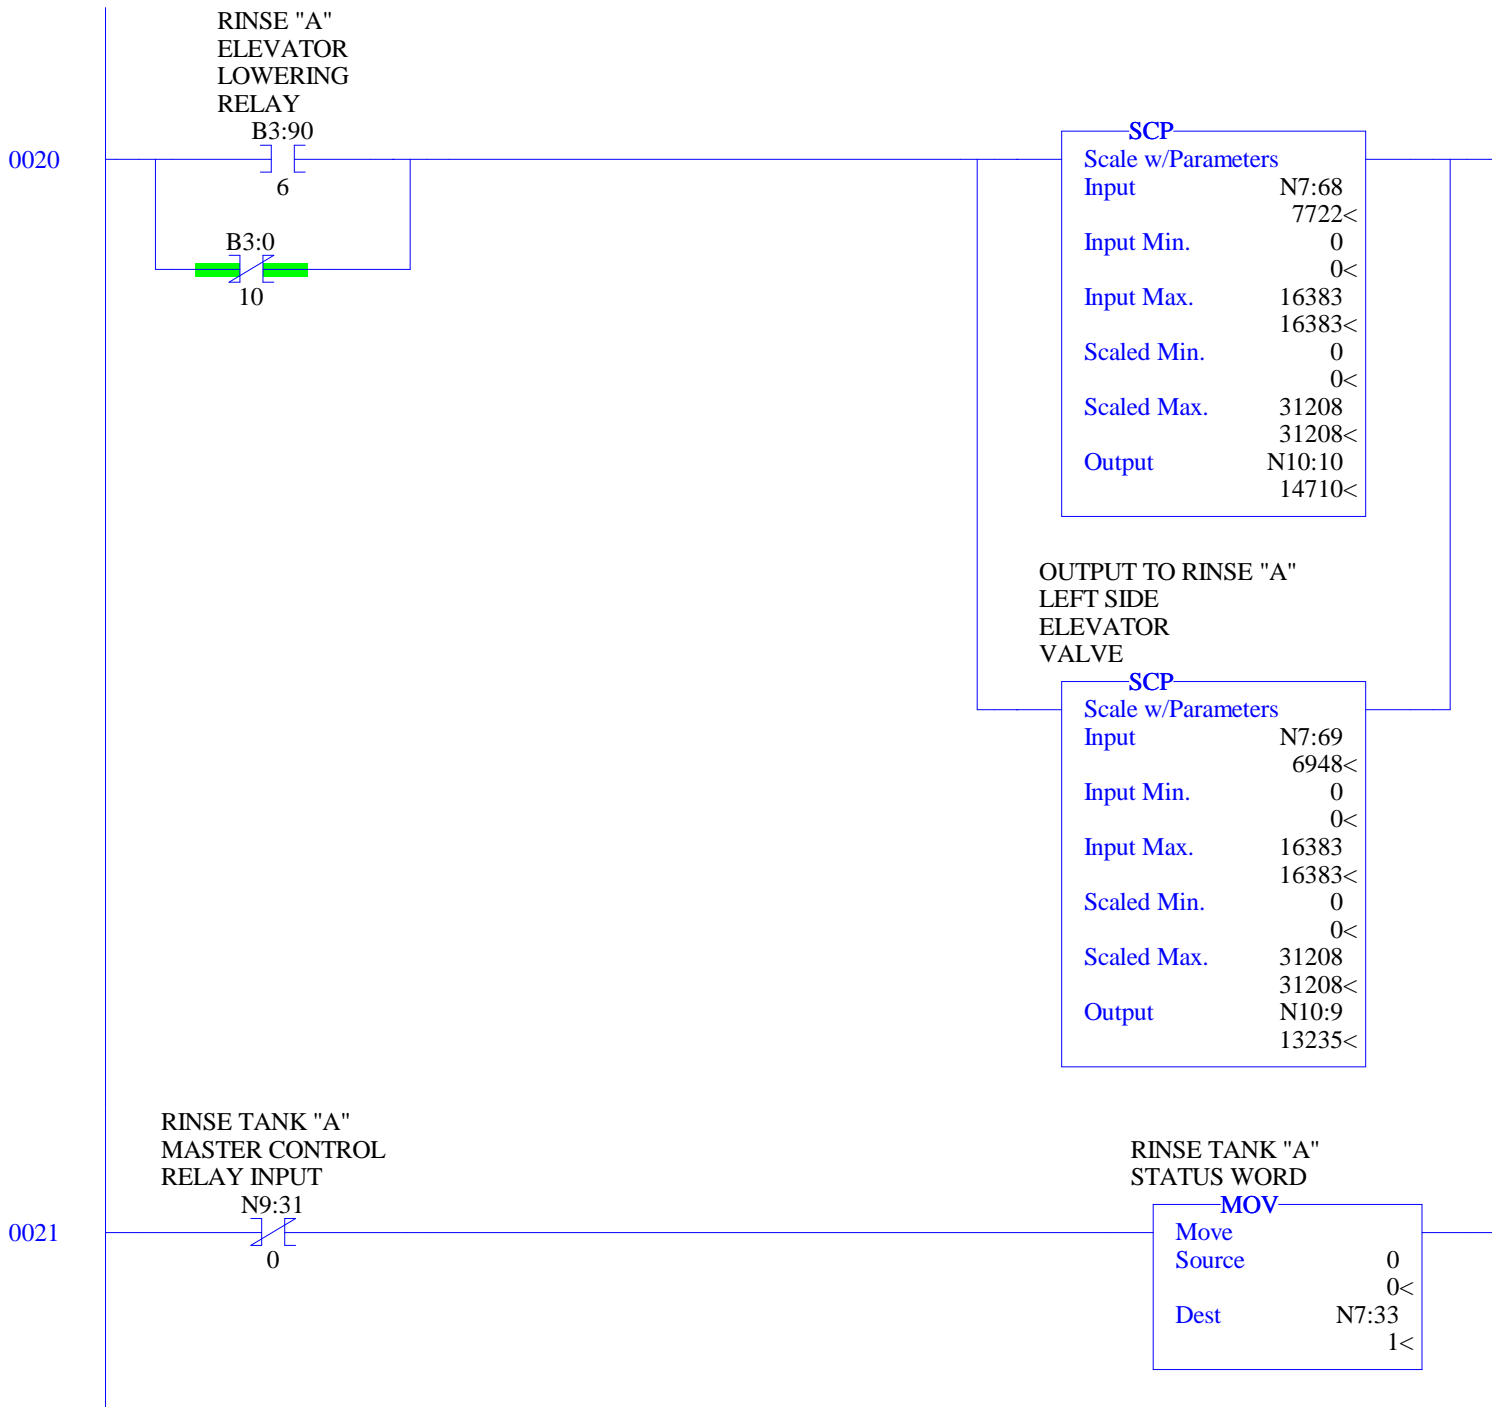 RINSE "A"
ELEVATOR
LOWERING
RELAY
B3:90
0020
6
B3:0
10
SCP
Scale w/Parameters
Input N7:68
7722<
Input Min. 0
0<
Input Max. 16383
16383<
Scaled Min. 0
0<
Scaled Max. 31208
31208<
Output N10:10
14710<
OUTPUT TO RINSE "A"
LEFT SIDE
ELEVATOR
VALVE
SCP
Scale w/Parameters
Input N7:69
6948<
Input Min. 0
0<
Input Max. 16383
16383<
Scaled Min. 0
0<
Scaled Max. 31208
31208<
Output N10:9
13235<
RINSE TANK "A"
MASTER CONTROL
RELAY INPUT
N9:31
0021
0
RINSE TANK "A"
STATUS WORD
MOV
Move
Source 0
0<
Dest N7:33
1<